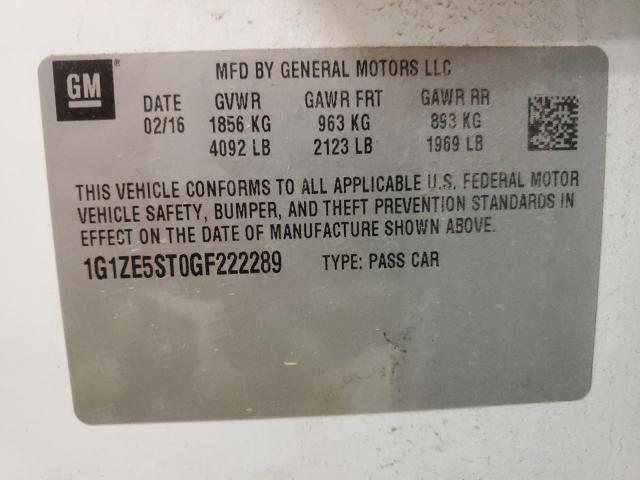 GM®
MFD BY GENERAL MOTORS LLC
DATE GVWR GAWR FRT GAWR RR
02/16 1856 KG 963 KG 893 KG
4092 LB 2123 LB 1969 LB
THIS VEHICLE CONFORMS TO ALL APPLICABLE U.S. FEDERAL MOTOR
VEHICLE SAFETY, BUMPER, AND THEFT PREVENTION STANDARDS IN
EFFECT ON THE DATE OF MANUFACTURE SHOWN ABOVE.
1G1ZE5ST0GF222289 TYPE: PASS CAR